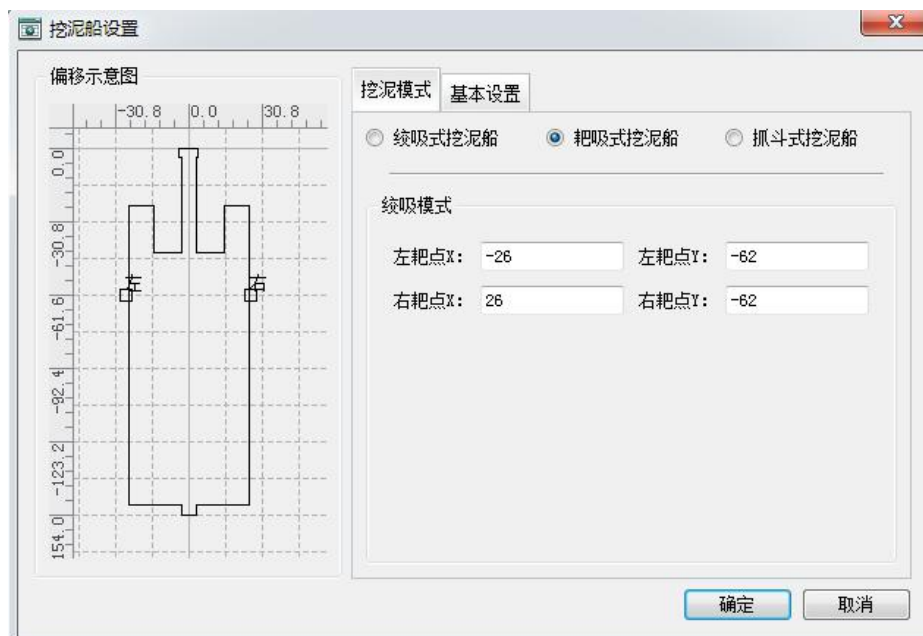 挖泥船设置
偏移示意图
-30.8 0.0 30.8
0.0
-30.8
-61.6
-92.4
-123.2
154.0
左 右
挖泥模式 基本设置
绞吸式挖泥船 耙吸式挖泥船 抓斗式挖泥船
绞吸模式
左耙点X: -26 左耙点Y: -62
右耙点X: 26 右耙点Y: -62
确定 取消